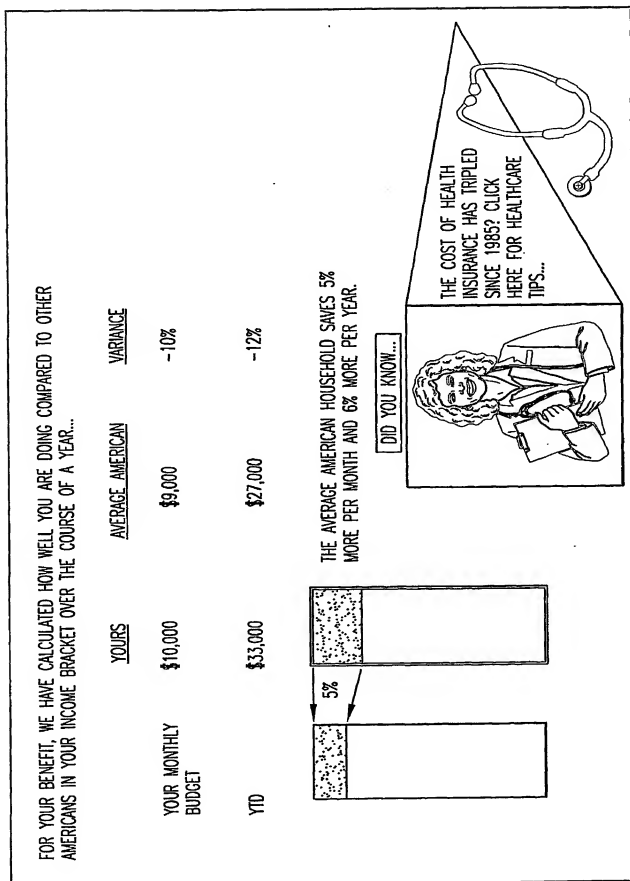 FOR YOUR BENEFIT, WE HAVE CALCULATED HOW WELL YOU ARE DOING COMPARED TO OTHER
AMERICANS IN YOUR INCOME BRACKET OVER THE COURSE OF A YEAR...
YOURS AVERAGE AMERICAN VARIANCE
YOUR MONTHLY $10,000 $9,000 -10%
BUDGET
YTD $33,000 $27,000 -12%
5%
THE AVERAGE AMERICAN HOUSEHOLD SAVES 5%
MORE PER MONTH AND 6% MORE PER YEAR.
DID YOU KNOW...
THE COST OF HEALTH
INSURANCE HAS TRIPLED
SINCE 1985? CLICK
HERE FOR HEALTHCARE
TIPS...